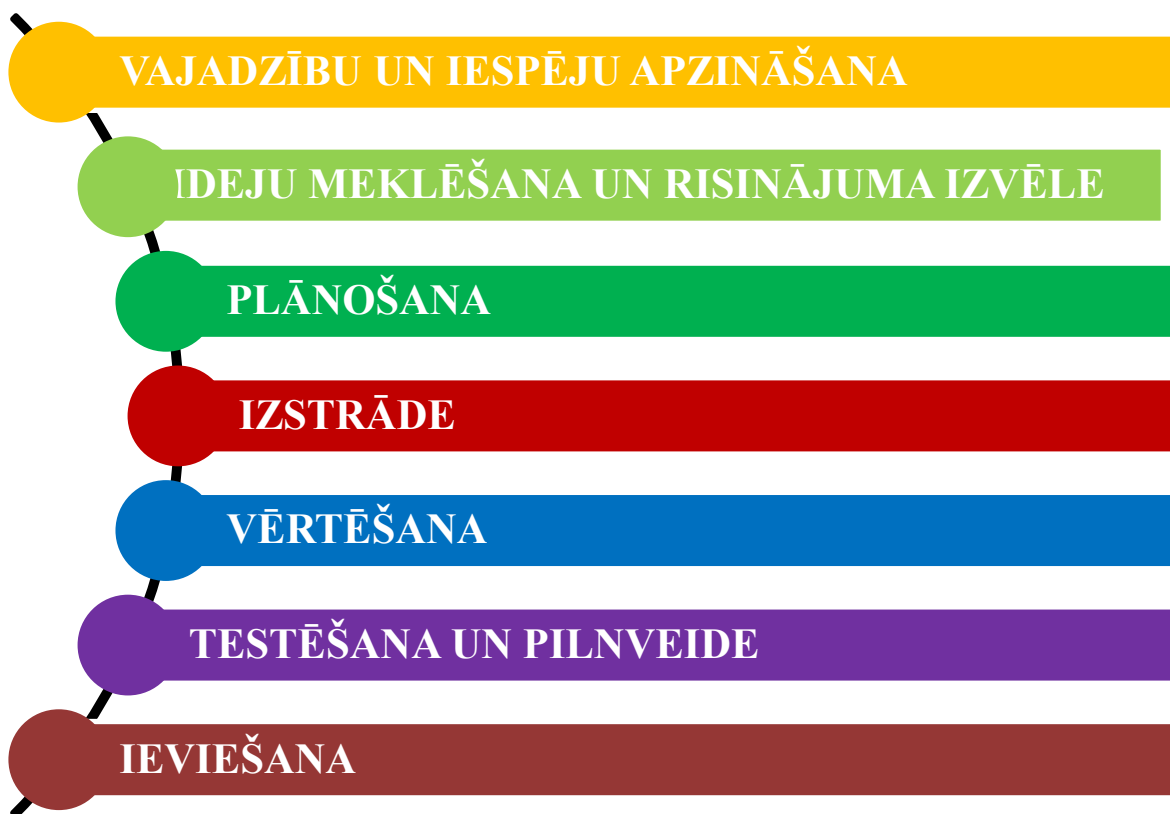 VAJADZĪBU UN IESPĒJU APZINĀŠANA
IDEJU MEKLĒŠANA UN RISINĀJUMA IZVĒLE
PLĀNOŠANA
IZSTRĀDE
VĒRTĒŠANA
TESTĒŠANA UN PILNVEIDE
IEVIEŠANA